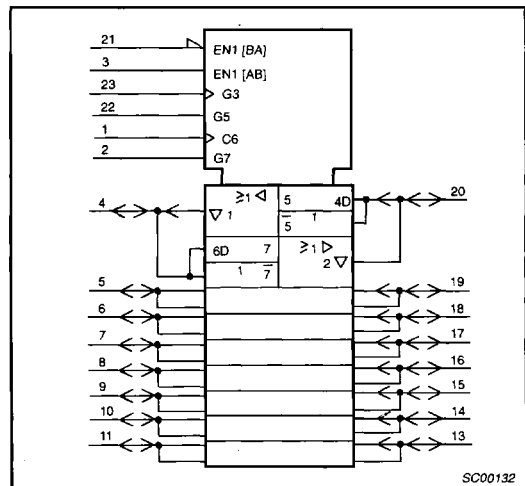 21 EN1 [BA]
3 EN1 [AB]
23 G3
22 G5
1 C6
2 G7
4 ▽ 1 ≥1 ◁ 5 4D 20
5̅ 1
6D 7 ≥1 ▷
1 7̅ 2 ▽
5 19
6 18
7 17
8 16
9 15
10 14
11 13
SC00132